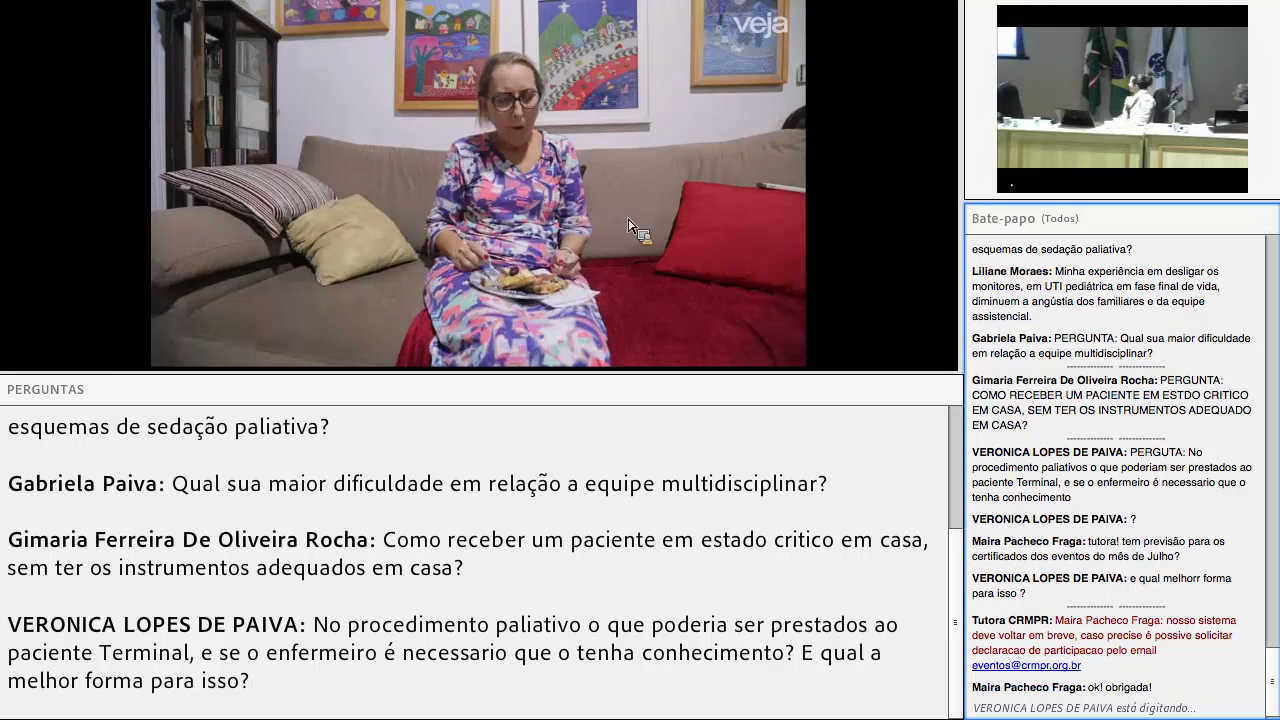 veja
PERGUNTAS
esquemas de sedação paliativa?
Gabriela Paiva: Qual sua maior dificuldade em relação a equipe multidisciplinar?
Gimaria Ferreira De Oliveira Rocha: Como receber um paciente em estado critico em casa,
sem ter os instrumentos adequados em casa?
VERONICA LOPES DE PAIVA: No procedimento paliativo o que poderia ser prestados ao
paciente Terminal, e se o enfermeiro é necessario que o tenha conhecimento? E qual a
melhor forma para isso?
Bate-papo (Todos)
esquemas de sedação paliativa?
Liliane Moraes: Minha experiência em desligar os
monitores, em UTI pediátrica em fase final de vida,
diminuem a angústia dos familiares e da equipe
assistencial.
Gabriela Paiva: PERGUNTA: Qual sua maior dificuldade
em relação a equipe multidisciplinar?
-------------- --------------
Gimaria Ferreira De Oliveira Rocha: PERGUNTA:
COMO RECEBER UM PACIENTE EM ESTDO CRITICO
EM CASA, SEM TER OS INSTRUMENTOS ADEQUADO
EM CASA?
-------------- --------------
VERONICA LOPES DE PAIVA: PERGUTA: No
procedimento paliativos o que poderiam ser prestados ao
paciente Terminal, e se o enfermeiro é necessario que o
tenha conhecimento
VERONICA LOPES DE PAIVA: ?
Maira Pacheco Fraga: tutora! tem previsão para os
certificados dos eventos do mês de Julho?
VERONICA LOPES DE PAIVA: e qual melhorr forma
para isso ?
-------------- --------------
Tutora CRMPR: Maira Pacheco Fraga: nosso sistema
deve voltar em breve, caso precise é possive solicitar
declaracao de participacao pelo email
eventos@crmpr.org.br
Maira Pacheco Fraga: ok! obrigada!
VERONICA LOPES DE PAIVA está digitando...